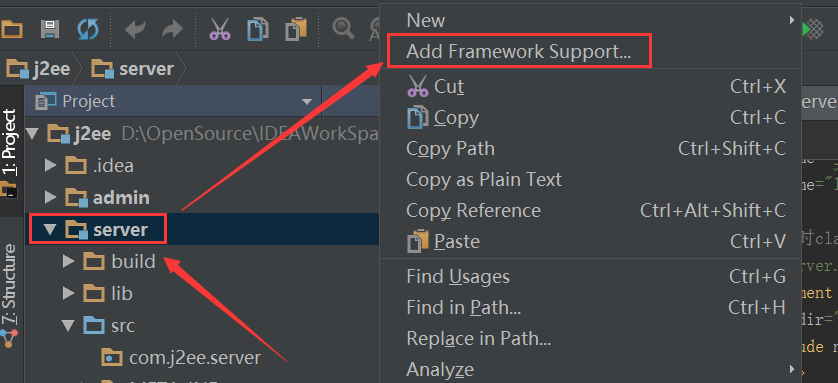 New
j2ee
server
Add Framework Support...
Project
Cut Ctrl+X
1: Project
j2ee D:\OpenSource\IDEAWorkSpa
Copy Ctrl+C
.idea
Copy Path Ctrl+Shift+C
admin
Copy as Plain Text
server
Copy Reference Ctrl+Alt+Shift+C
Paste Ctrl+V
build
7: Structure
Find Usages Ctrl+G
lib
Find in Path... Ctrl+H
src
Replace in Path...
com.j2ee.server
Analyze